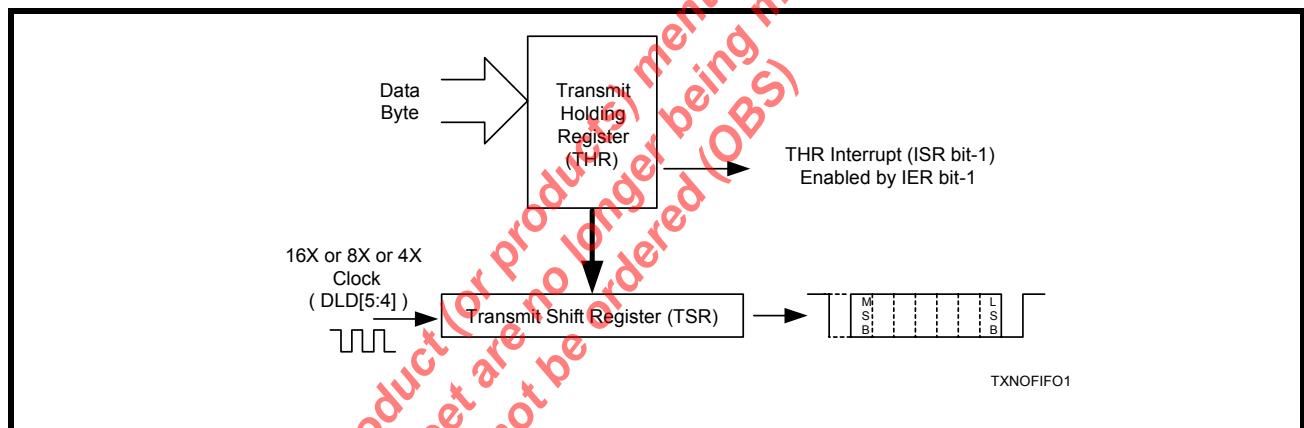 Data
Byte
Transmit
Holding
Register
(THR)
THR Interrupt (ISR bit-1)
Enabled by IER bit-1
16X or 8X or 4X
Clock
( DLD[5:4] )
Transmit Shift Register (TSR)
M
S
B
L
S
B
TXNOFIFO1
product (or products) ment
eet are no longer being m
not be ordered (OBS)